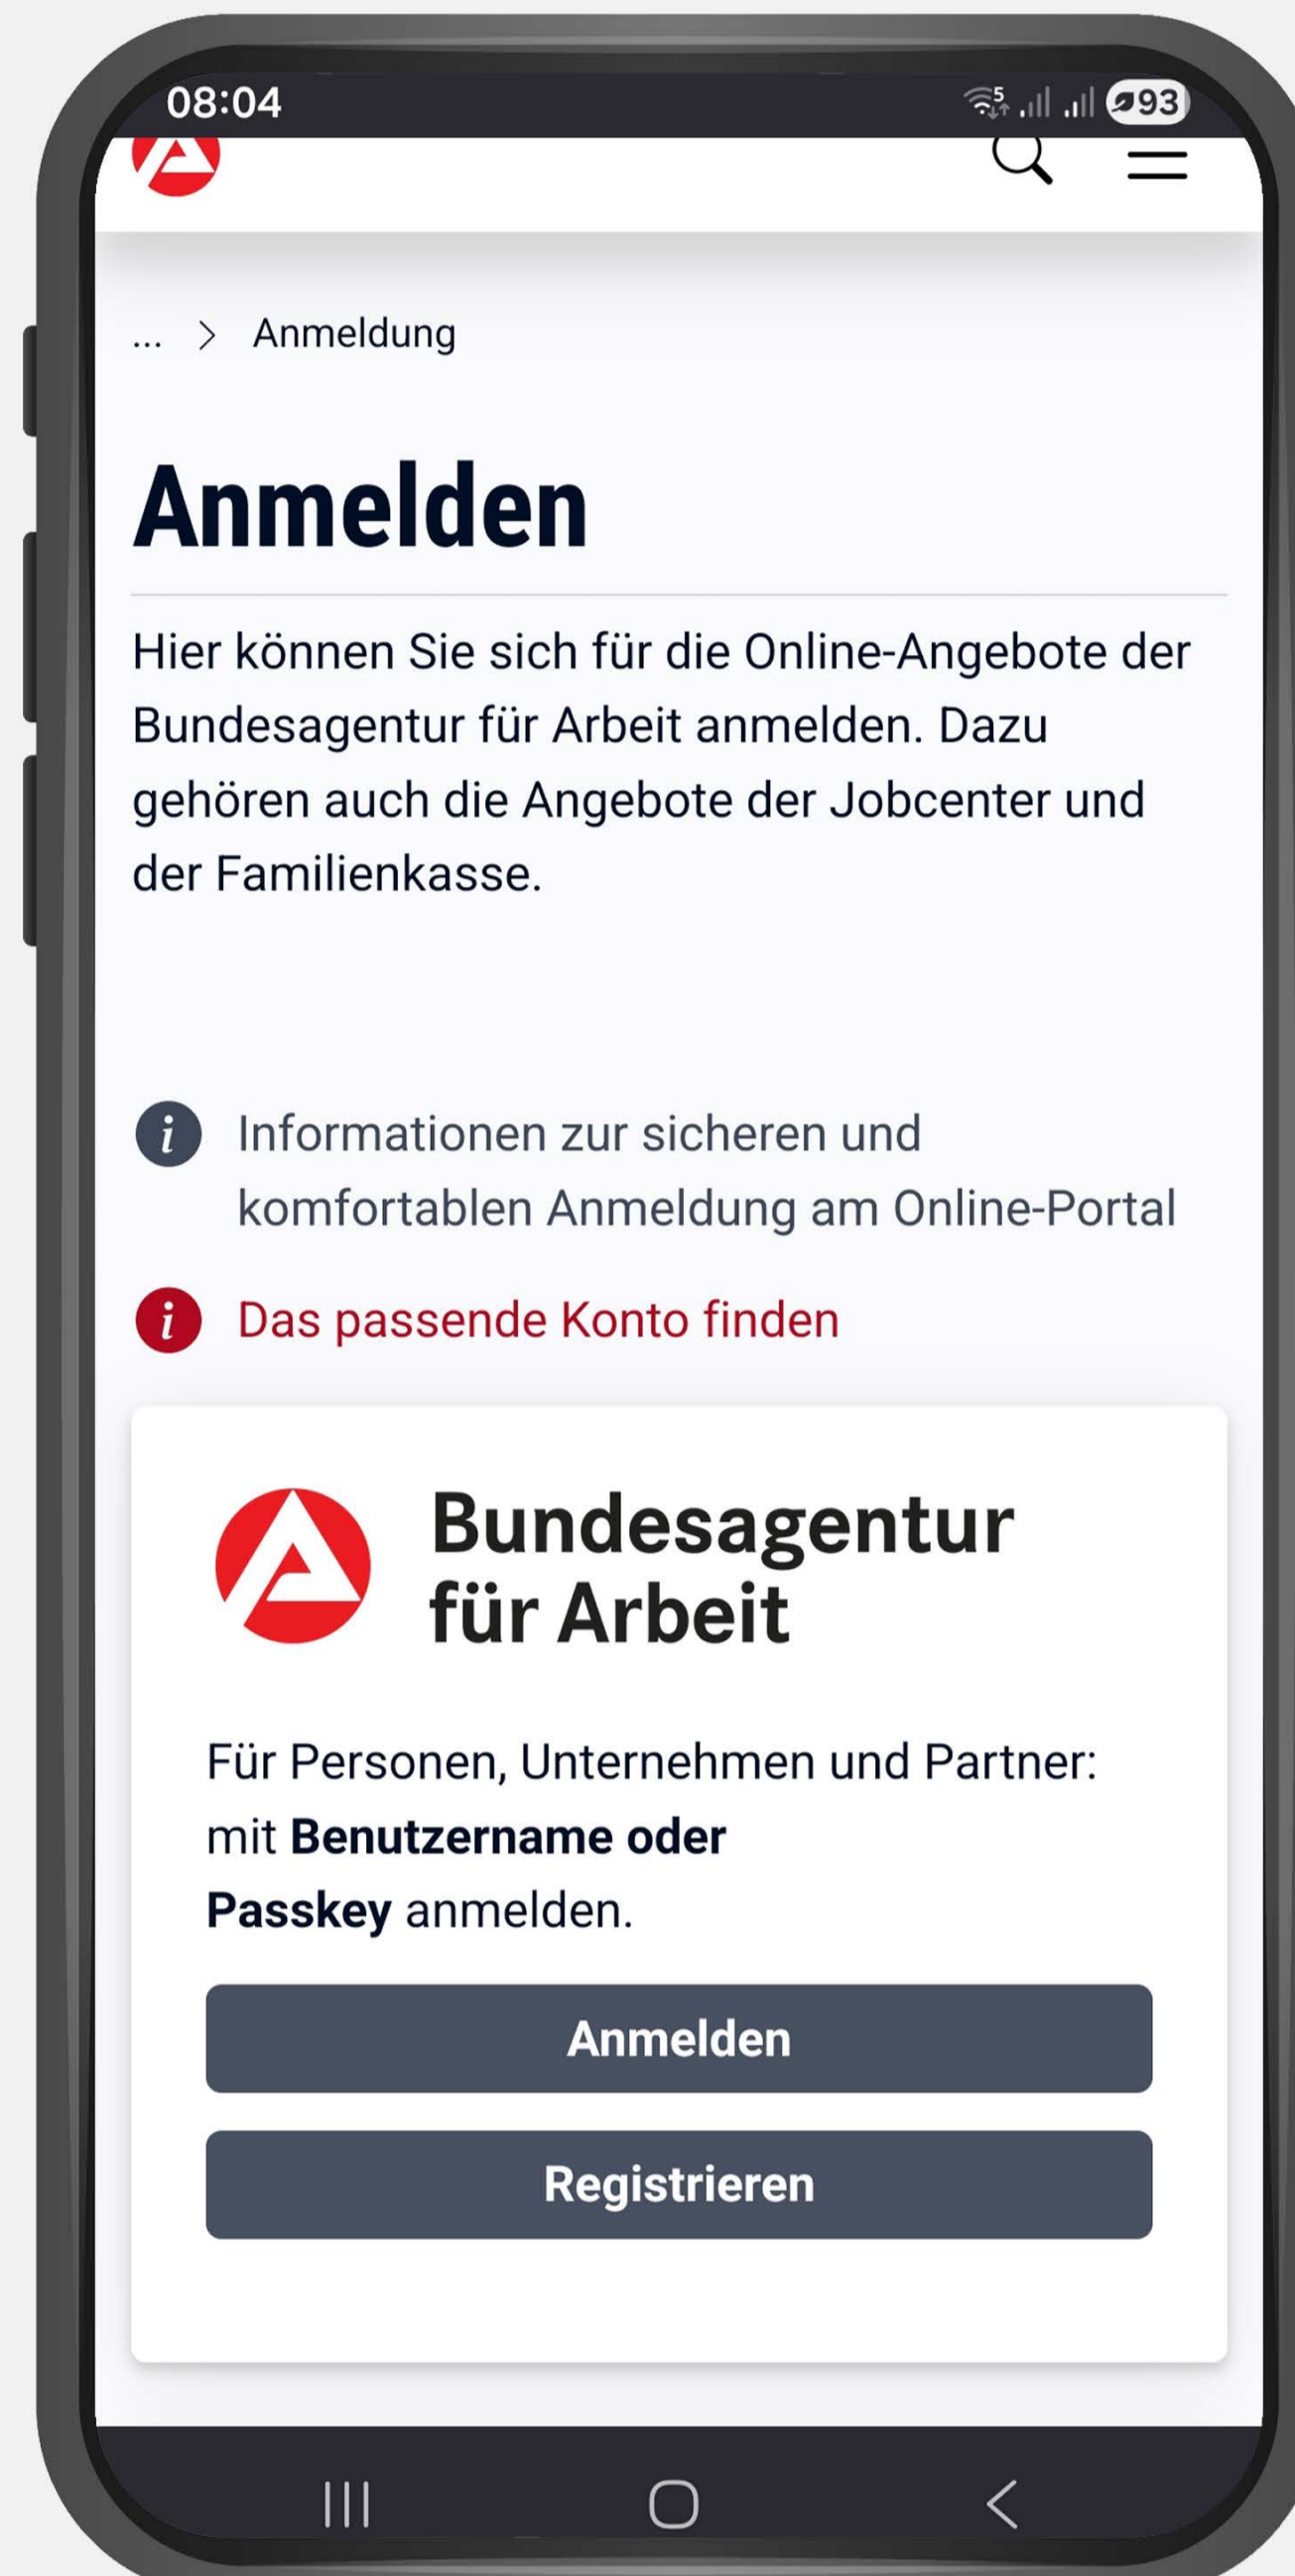 08:04
5 93
... > Anmeldung
Anmelden
Hier können Sie sich für die Online-Angebote der
Bundesagentur für Arbeit anmelden. Dazu
gehören auch die Angebote der Jobcenter und
der Familienkasse.
i Informationen zur sicheren und
komfortablen Anmeldung am Online-Portal
i Das passende Konto finden
Bundesagentur
für Arbeit
Für Personen, Unternehmen und Partner:
mit Benutzername oder
Passkey anmelden.
Anmelden
Registrieren